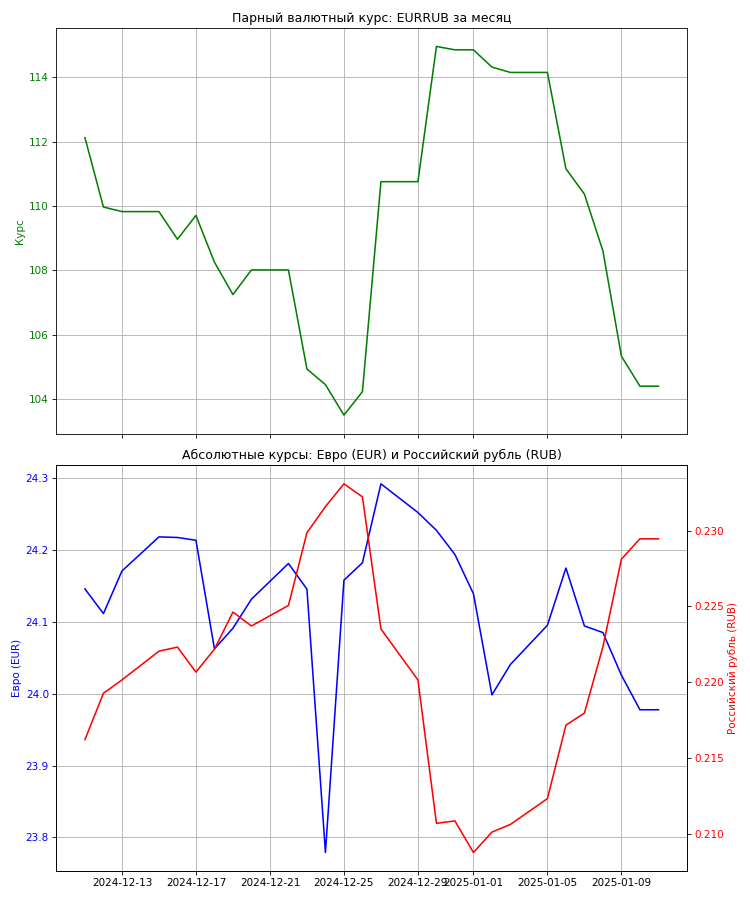 Парный валютный курс: EURRUB за месяц
Курс
114
112
110
108
106
104
Абсолютные курсы: Евро (EUR) и Российский рубль (RUB)
Евро (EUR)
24.3
24.2
24.1
24.0
23.9
23.8
0.230
0.225
0.220
0.215
0.210
Российский рубль (RUB)
2024-12-13 2024-12-17 2024-12-21 2024-12-25 2024-12-29 2025-01-01 2025-01-05 2025-01-09